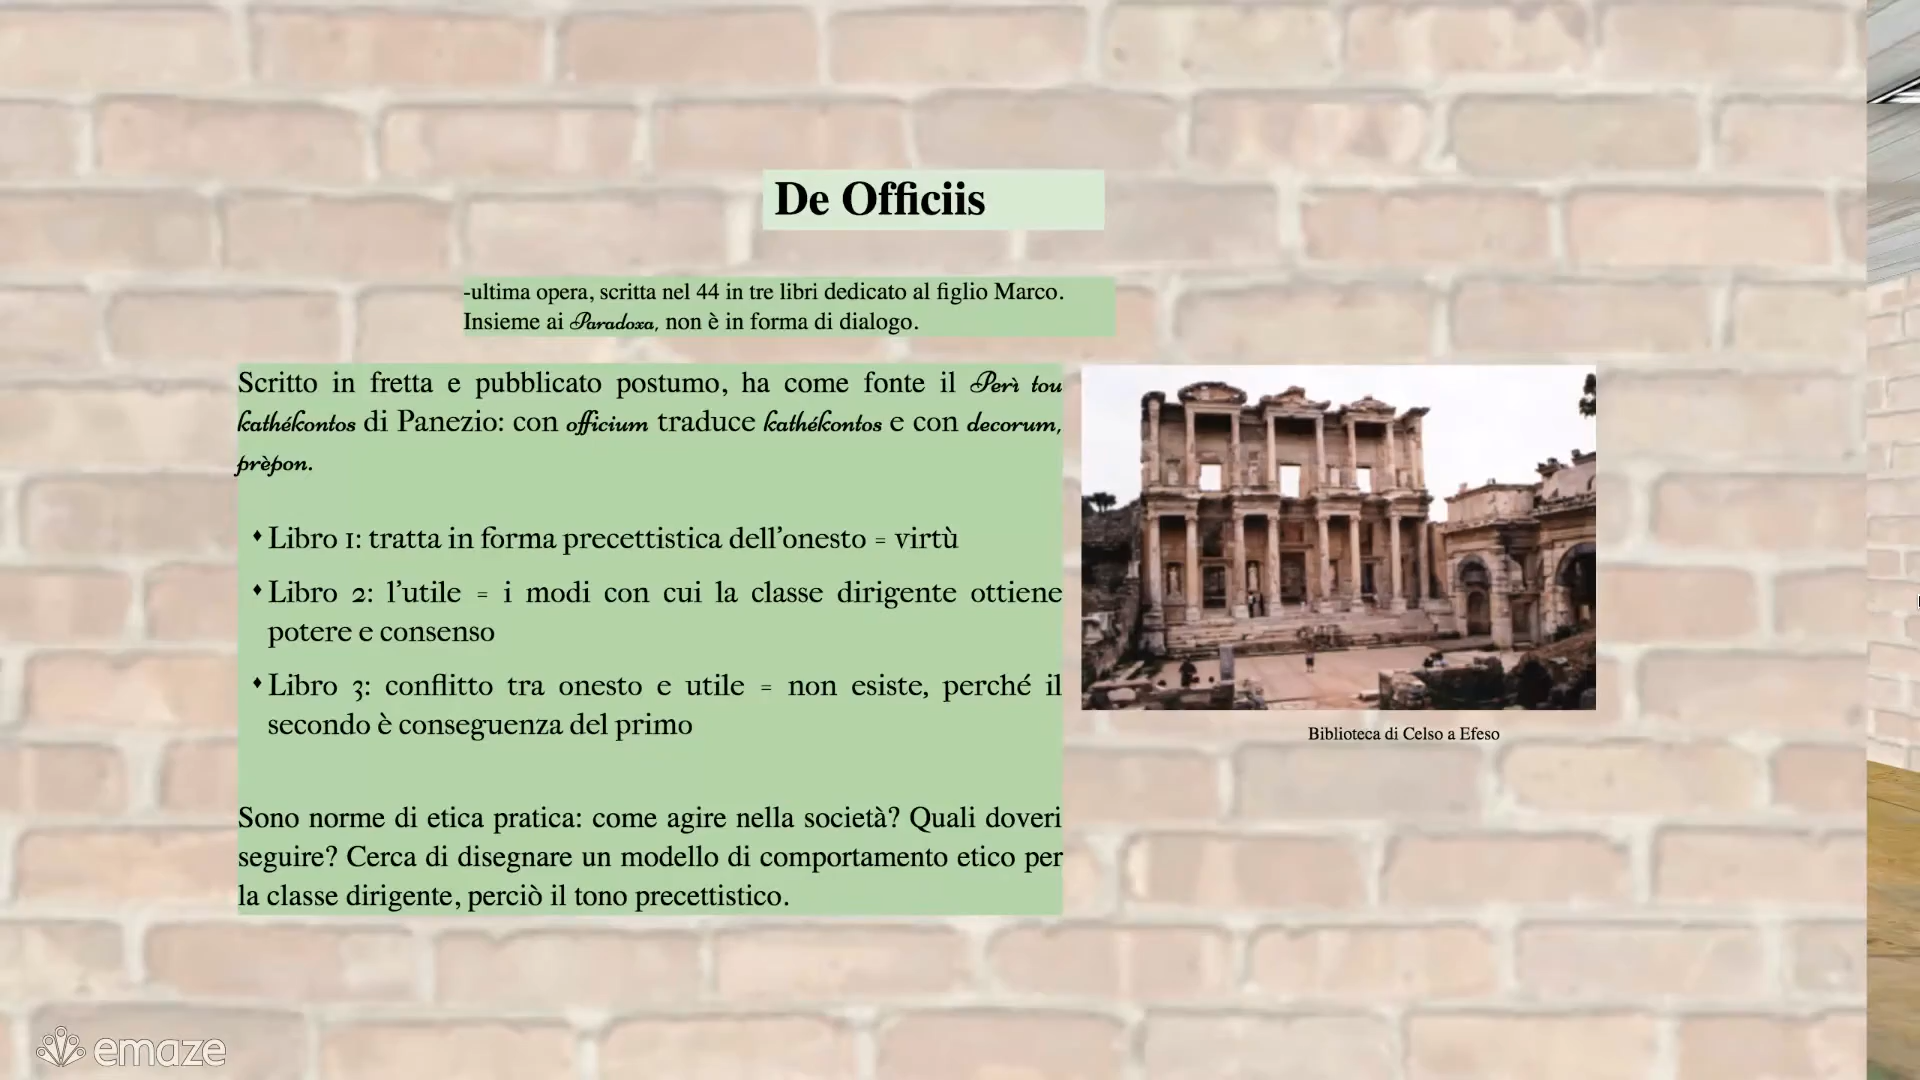 De Officiis
-ultima opera, scritta nel 44 in tre libri dedicato al figlio Marco.
Insieme ai Paradoxa, non è in forma di dialogo.
Scritto in fretta e pubblicato postumo, ha come fonte il Perì tou
kathékontos di Panezio: con officium traduce kathékontos e con decorum,
prèpon.
♦ Libro 1: tratta in forma precettistica dell'onesto = virtù
♦ Libro 2: l'utile = i modi con cui la classe dirigente ottiene
potere e consenso
♦ Libro 3: conflitto tra onesto e utile = non esiste, perché il
secondo è conseguenza del primo
Sono norme di etica pratica: come agire nella società? Quali doveri
seguire? Cerca di disegnare un modello di comportamento etico per
la classe dirigente, perciò il tono precettistico.
Biblioteca di Celso a Efeso
emaze